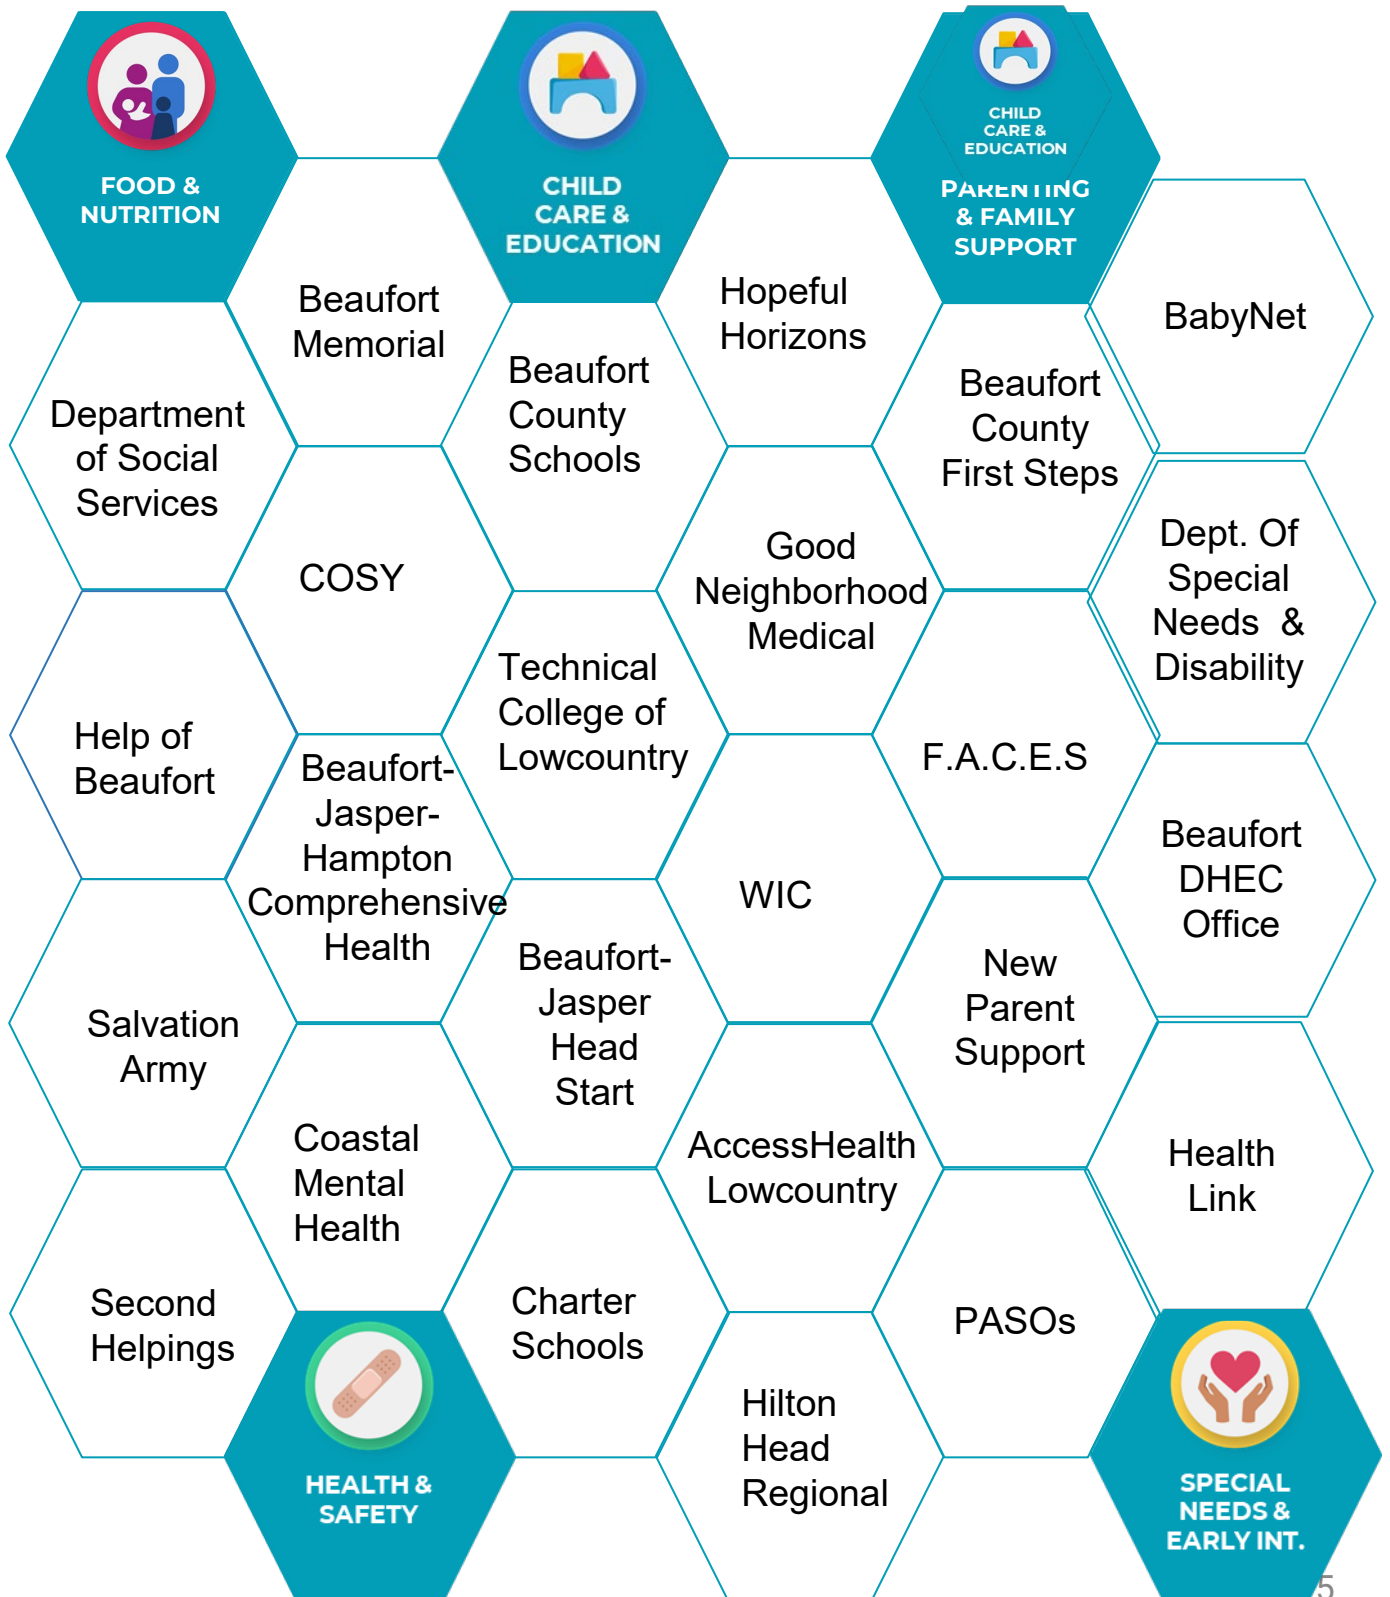 FOOD &
NUTRITION
CHILD
CARE &
EDUCATION
CHILD
CARE &
EDUCATION
PARENTING
& FAMILY
SUPPORT
Beaufort
Memorial
Hopeful
Horizons
BabyNet
Department
of Social
Services
Beaufort
County
Schools
Beaufort
County
First Steps
COSY
Good
Neighborhood
Medical
Dept. Of
Special
Needs  &
Disability
Help of
Beaufort
Technical
College of
Lowcountry
F.A.C.E.S
Beaufort-
Jasper-
Hampton
Comprehensive
Health
WIC
Beaufort
DHEC
Office
Salvation
Army
Beaufort-
Jasper
Head
Start
New
Parent
Support
Coastal
Mental
Health
AccessHealth
Lowcountry
Health
Link
Second
Helpings
Charter
Schools
PASOs
Hilton
Head
Regional
HEALTH &
SAFETY
SPECIAL
NEEDS &
EARLY INT.
5